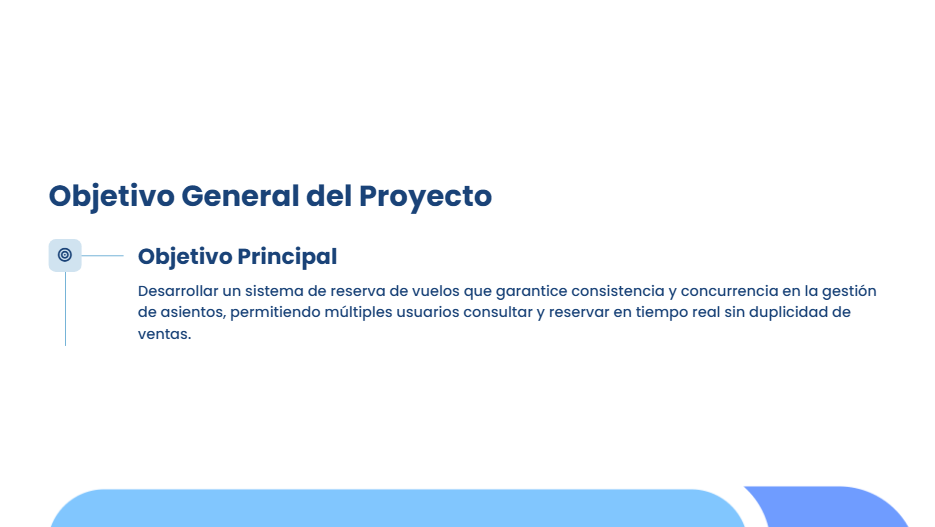 Objetivo General del Proyecto
Objetivo Principal
Desarrollar un sistema de reserva de vuelos que garantice consistencia y concurrencia en la gestión
de asientos, permitiendo múltiples usuarios consultar y reservar en tiempo real sin duplicidad de
ventas.